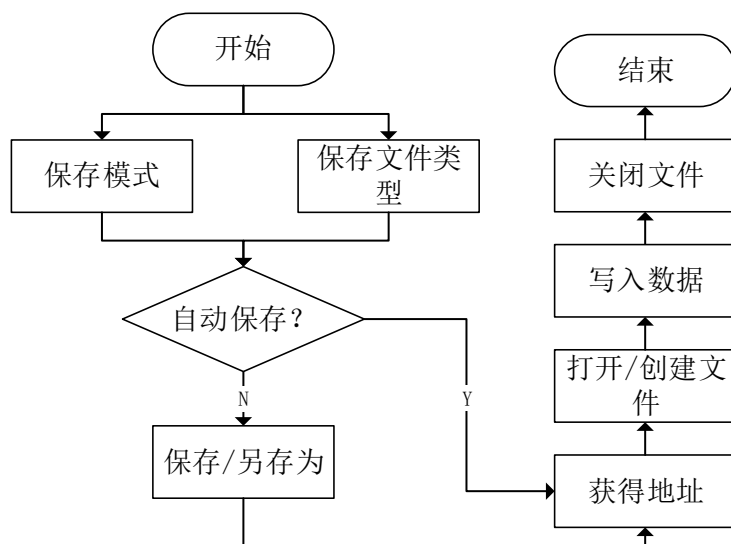 开始
保存模式
保存文件类
型
自动保存?
N
Y
保存/另存为
结束
关闭文件
写入数据
打开/创建文
件
获得地址